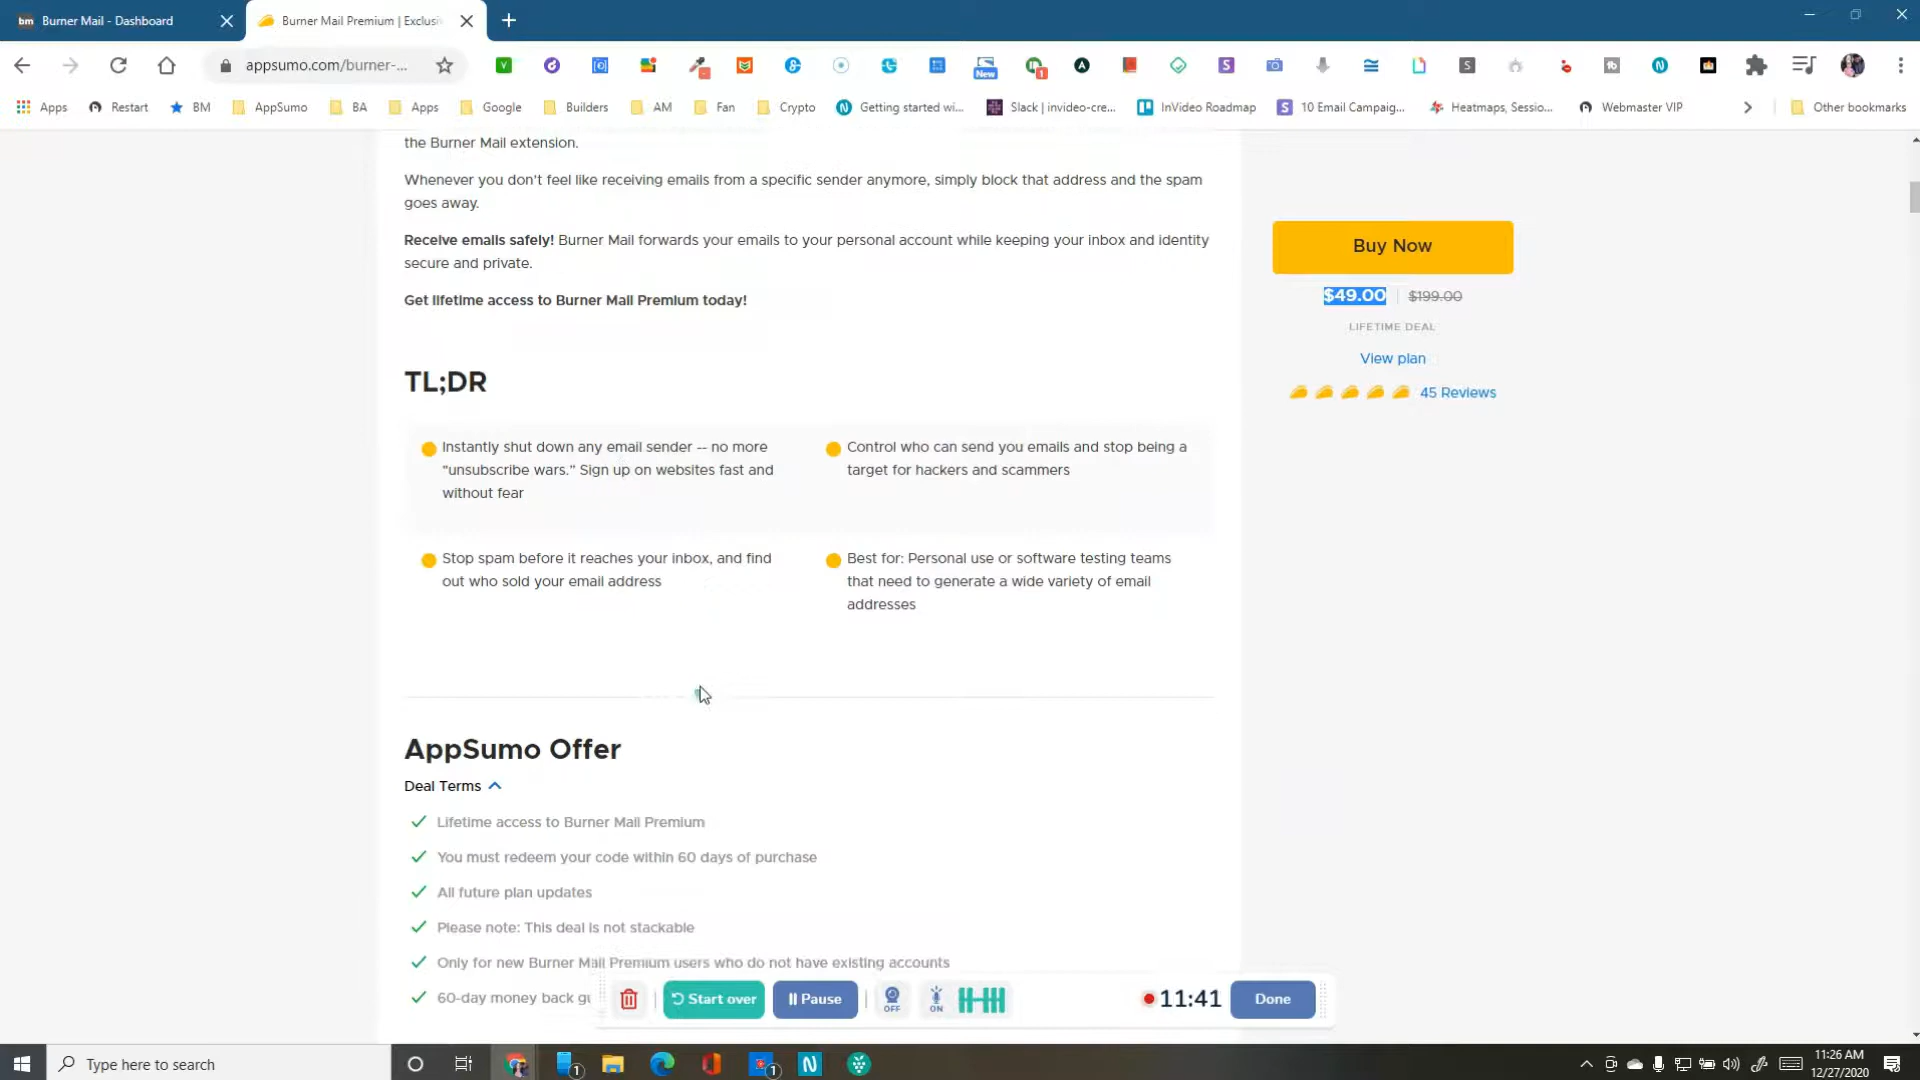 bm Burner Mail - Dashboard
Burner Mail Premium | Exclusi
appsumo.com/burner-...
New
1
Apps Restart BM AppSumo BA Apps Google Builders AM Fan Crypto Getting started wi... Slack | invideo-cre... InVideo Roadmap 10 Email Campaig... Heatmaps, Sessio... Webmaster VIP Other bookmarks
the Burner Mail extension.
Whenever you don't feel like receiving emails from a specific sender anymore, simply block that address and the spam
goes away.
Receive emails safely! Burner Mail forwards your emails to your personal account while keeping your inbox and identity
secure and private.
Get lifetime access to Burner Mail Premium today!
Buy Now
$49.00 $199.00
LIFETIME DEAL
View plan
45 Reviews
TL;DR
Instantly shut down any email sender -- no more
"unsubscribe wars." Sign up on websites fast and
without fear
Control who can send you emails and stop being a
target for hackers and scammers
Stop spam before it reaches your inbox, and find
out who sold your email address
Best for: Personal use or software testing teams
that need to generate a wide variety of email
addresses
AppSumo Offer
Deal Terms
Lifetime access to Burner Mail Premium
You must redeem your code within 60 days of purchase
All future plan updates
Please note: This deal is not stackable
Only for new Burner Mail Premium users who do not have existing accounts
60-day money back gu
Start over
Pause
OFF
ON
11:41
Done
Type here to search
1
1
11:26 AM
12/27/2020